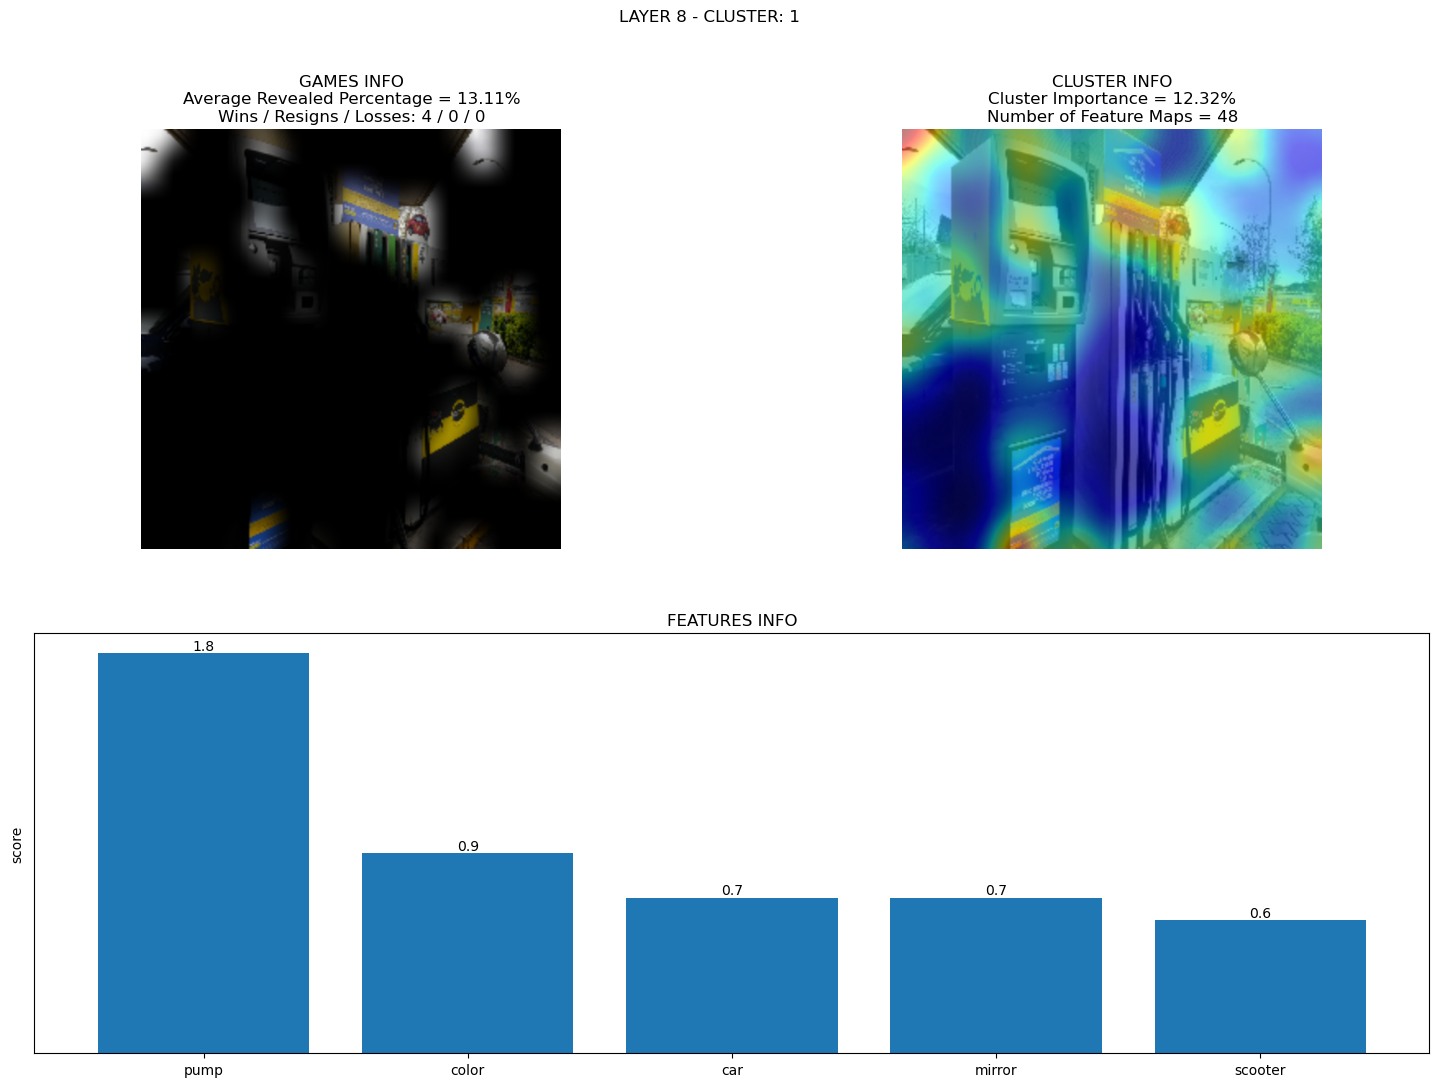 LAYER 8 - CLUSTER: 1
GAMES INFO
Average Revealed Percentage = 13.11%
Wins / Resigns / Losses: 4 / 0 / 0
CLUSTER INFO
Cluster Importance = 12.32%
Number of Feature Maps = 48
FEATURES INFO
score
1.8
0.9
0.7
0.7
0.6
pump
color
car
mirror
scooter